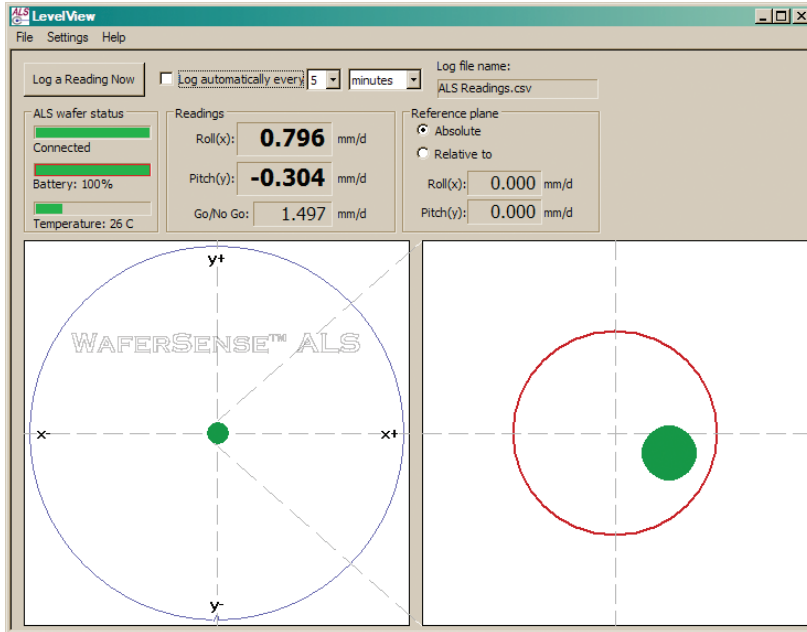 ALS LevelView
File Settings Help
Log a Reading Now
Log automatically every 5 minutes
Log file name:
ALS Readings.csv
ALS wafer status
Connected
Battery: 100%
Temperature: 26 C
Readings
Roll(x): 0.796 mm/d
Pitch(y): -0.304 mm/d
Go/No Go: 1.497 mm/d
Reference plane
Absolute
Relative to
Roll(x): 0.000 mm/d
Pitch(y): 0.000 mm/d
y+
WAFERSENSE™ ALS
x- x+
y-